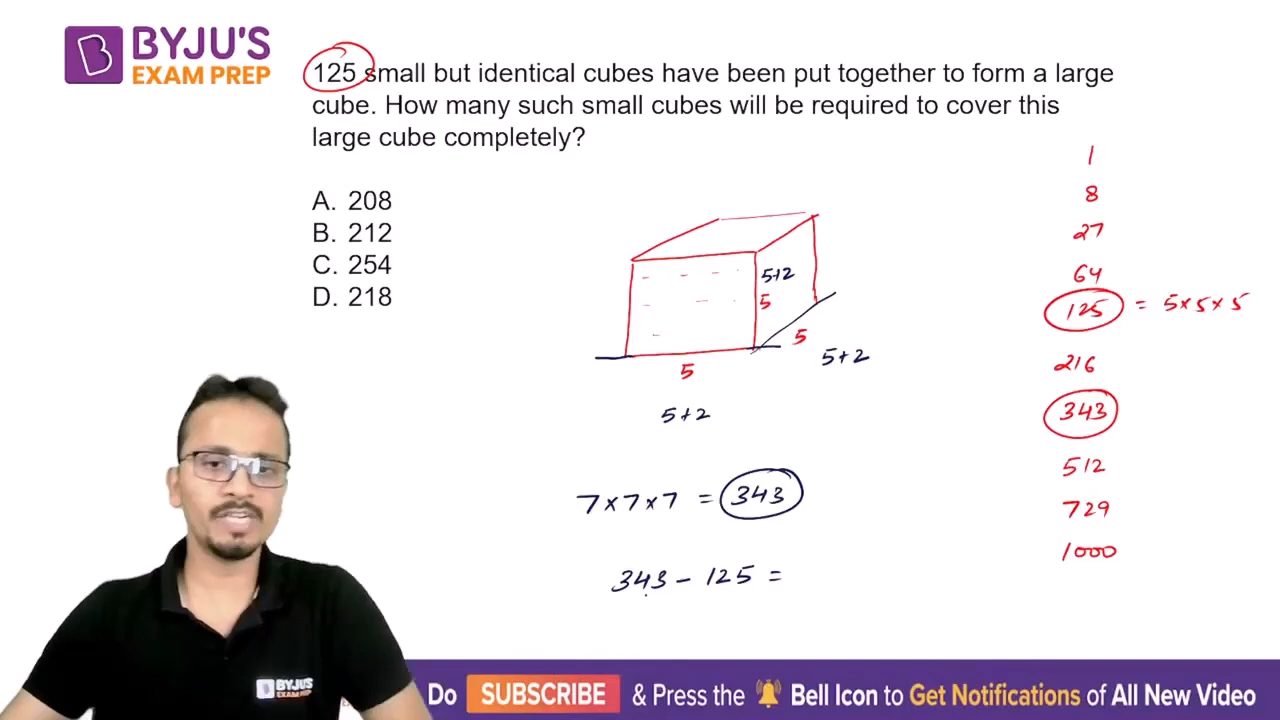 BYJU'S
EXAM PREP
125 small but identical cubes have been put together to form a large
cube. How many such small cubes will be required to cover this
large cube completely?
A. 208
B. 212
C. 254
D. 218
5+2
5
5
5+2
5
5+2
7×7×7 = 343
343 - 125 =
1
8
27
64
125 = 5×5×5
216
343
512
729
1000
BYJU'S
EXAM PREP
Do SUBSCRIBE & Press the Bell Icon to Get Notifications of All New Video